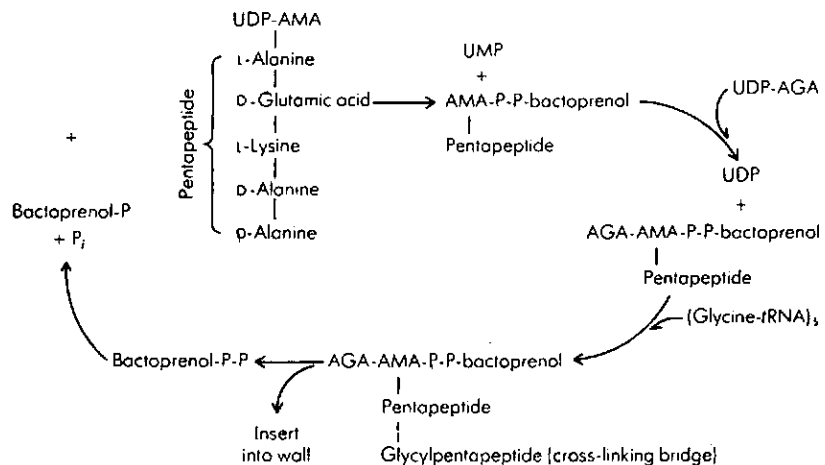 UDP-AMA
L-Alanine
D-Glutamic acid
L-Lysine
D-Alanine
D-Alanine
Pentapeptide
UMP
+
AMA-P-P-bactoprenol
Pentapeptide
UDP-AGA
UDP
+
AGA-AMA-P-P-bactoprenol
Pentapeptide
(Glycine-tRNA)5
AGA-AMA-P-P-bactoprenol
Pentapeptide
Glycylpentapeptide (cross-linking bridge)
Insert
into wall
Bactoprenol-P-P
Bactoprenol-P
+ Pi
+